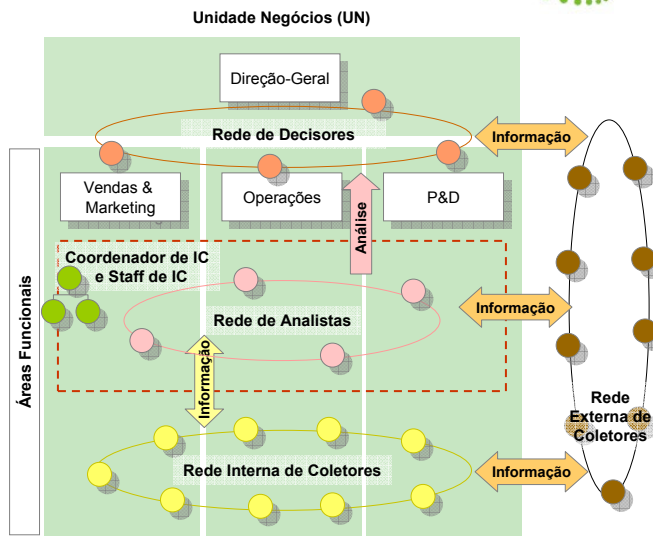 Unidade Negócios (UN)
Direção-Geral
Rede de Decisores
Informação
Vendas &
Marketing
Operações
P&D
Análise
Coordenador de IC
e Staff de IC
Rede de Analistas
Informação
Informação
Áreas Funcionais
Rede
Externa de
Coletores
Rede Interna de Coletores
Informação